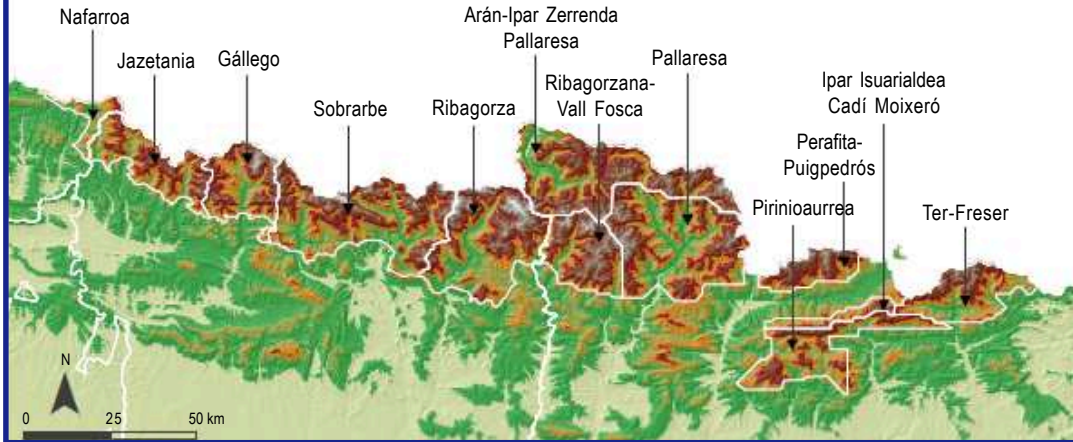 Nafarroa
Jazetania
Gállego
Sobrarbe
Ribagorza
Arán-Ipar Zerrenda
Pallaresa
Ribagorzana-
Vall Fosca
Pallaresa
Ipar Isuarialdea
Cadí Moixeró
Perafita-
Puigpedrós
Pirinioaurrea
Ter-Freser
N
0 25 50 km